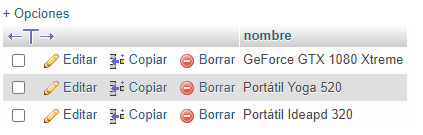 + Opciones
nombre
Editar Copiar Borrar GeForce GTX 1080 Xtreme
Editar Copiar Borrar Portátil Yoga 520
Editar Copiar Borrar Portátil Ideapd 320